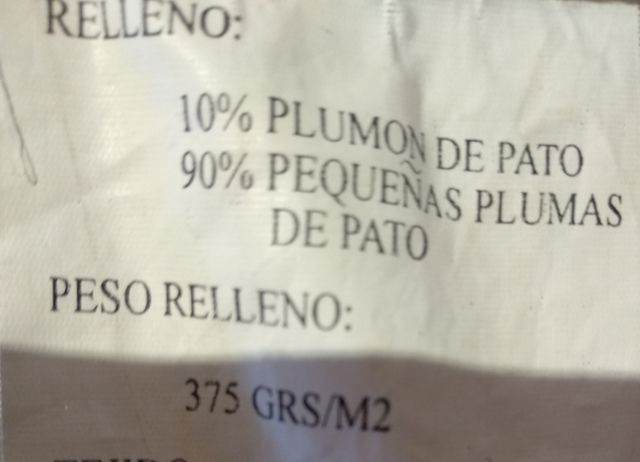 RELLENO:
10% PLUMON DE PATO
90% PEQUEÑAS PLUMAS
DE PATO
PESO RELLENO:
375 GRS/M2